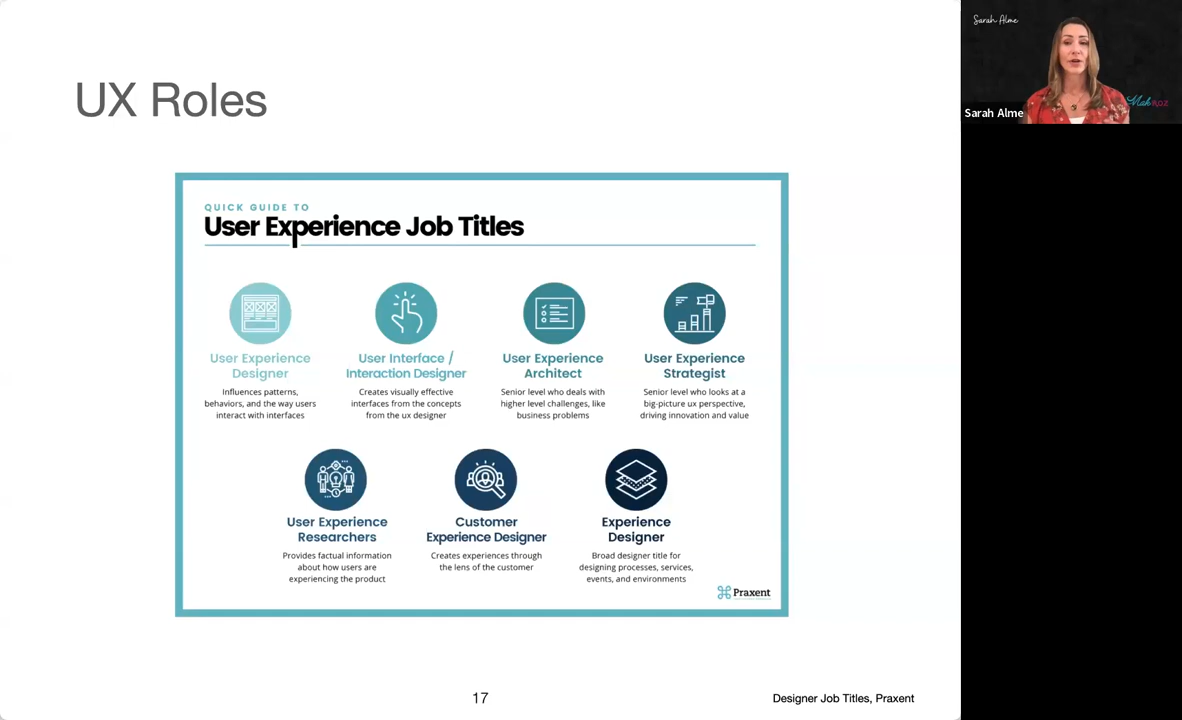 UX Roles
QUICK GUIDE TO
User Experience Job Titles
User Experience
Designer
Influences patterns,
behaviors, and the way users
interact with interfaces
User Interface /
Interaction Designer
Creates visually effective
interfaces from the concepts
from the ux designer
User Experience
Architect
Senior level who deals with
higher level challenges, like
business problems
User Experience
Strategist
Senior level who looks at a
big-picture ux perspective,
driving innovation and value
User Experience
Researchers
Provides factual information
about how users are
experiencing the product
Customer
Experience Designer
Creates experiences through
the lens of the customer
Experience
Designer
Broad designer title for
designing processes, services,
events, and environments
Praxent
17
Designer Job Titles, Praxent
Sarah Alme
Sarah Alme